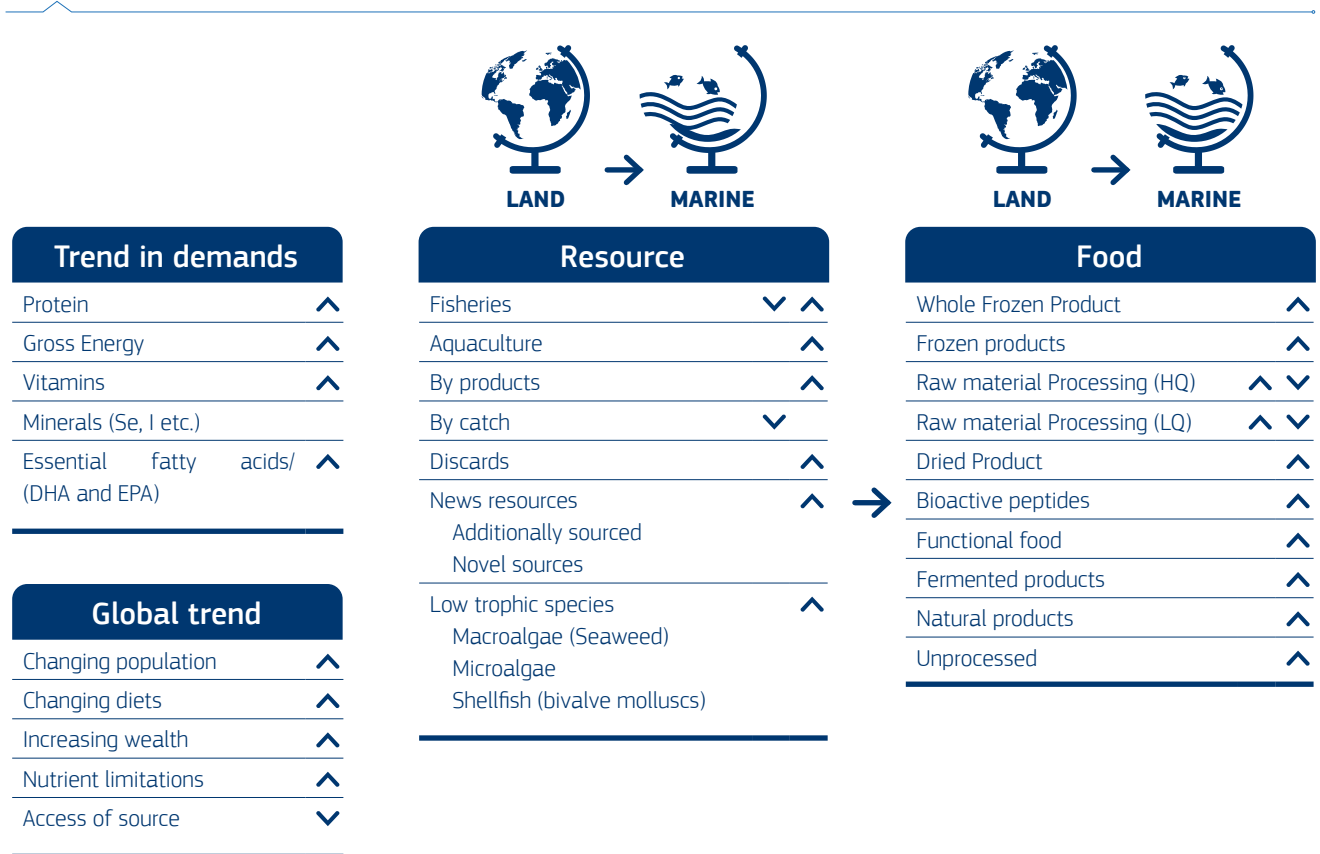 LAND
MARINE
LAND
MARINE
Trend in demands
Protein
Gross Energy
Vitamins
Minerals (Se, I etc.)
Essential fatty acids/
(DHA and EPA)
Global trend
Changing population
Changing diets
Increasing wealth
Nutrient limitations
Access of source
Resource
Fisheries
Aquaculture
By products
By catch
Discards
News resources
Additionally sourced
Novel sources
Low trophic species
Macroalgae (Seaweed)
Microalgae
Shellfish (bivalve molluscs)
Food
Whole Frozen Product
Frozen products
Raw material Processing (HQ)
Raw material Processing (LQ)
Dried Product
Bioactive peptides
Functional food
Fermented products
Natural products
Unprocessed